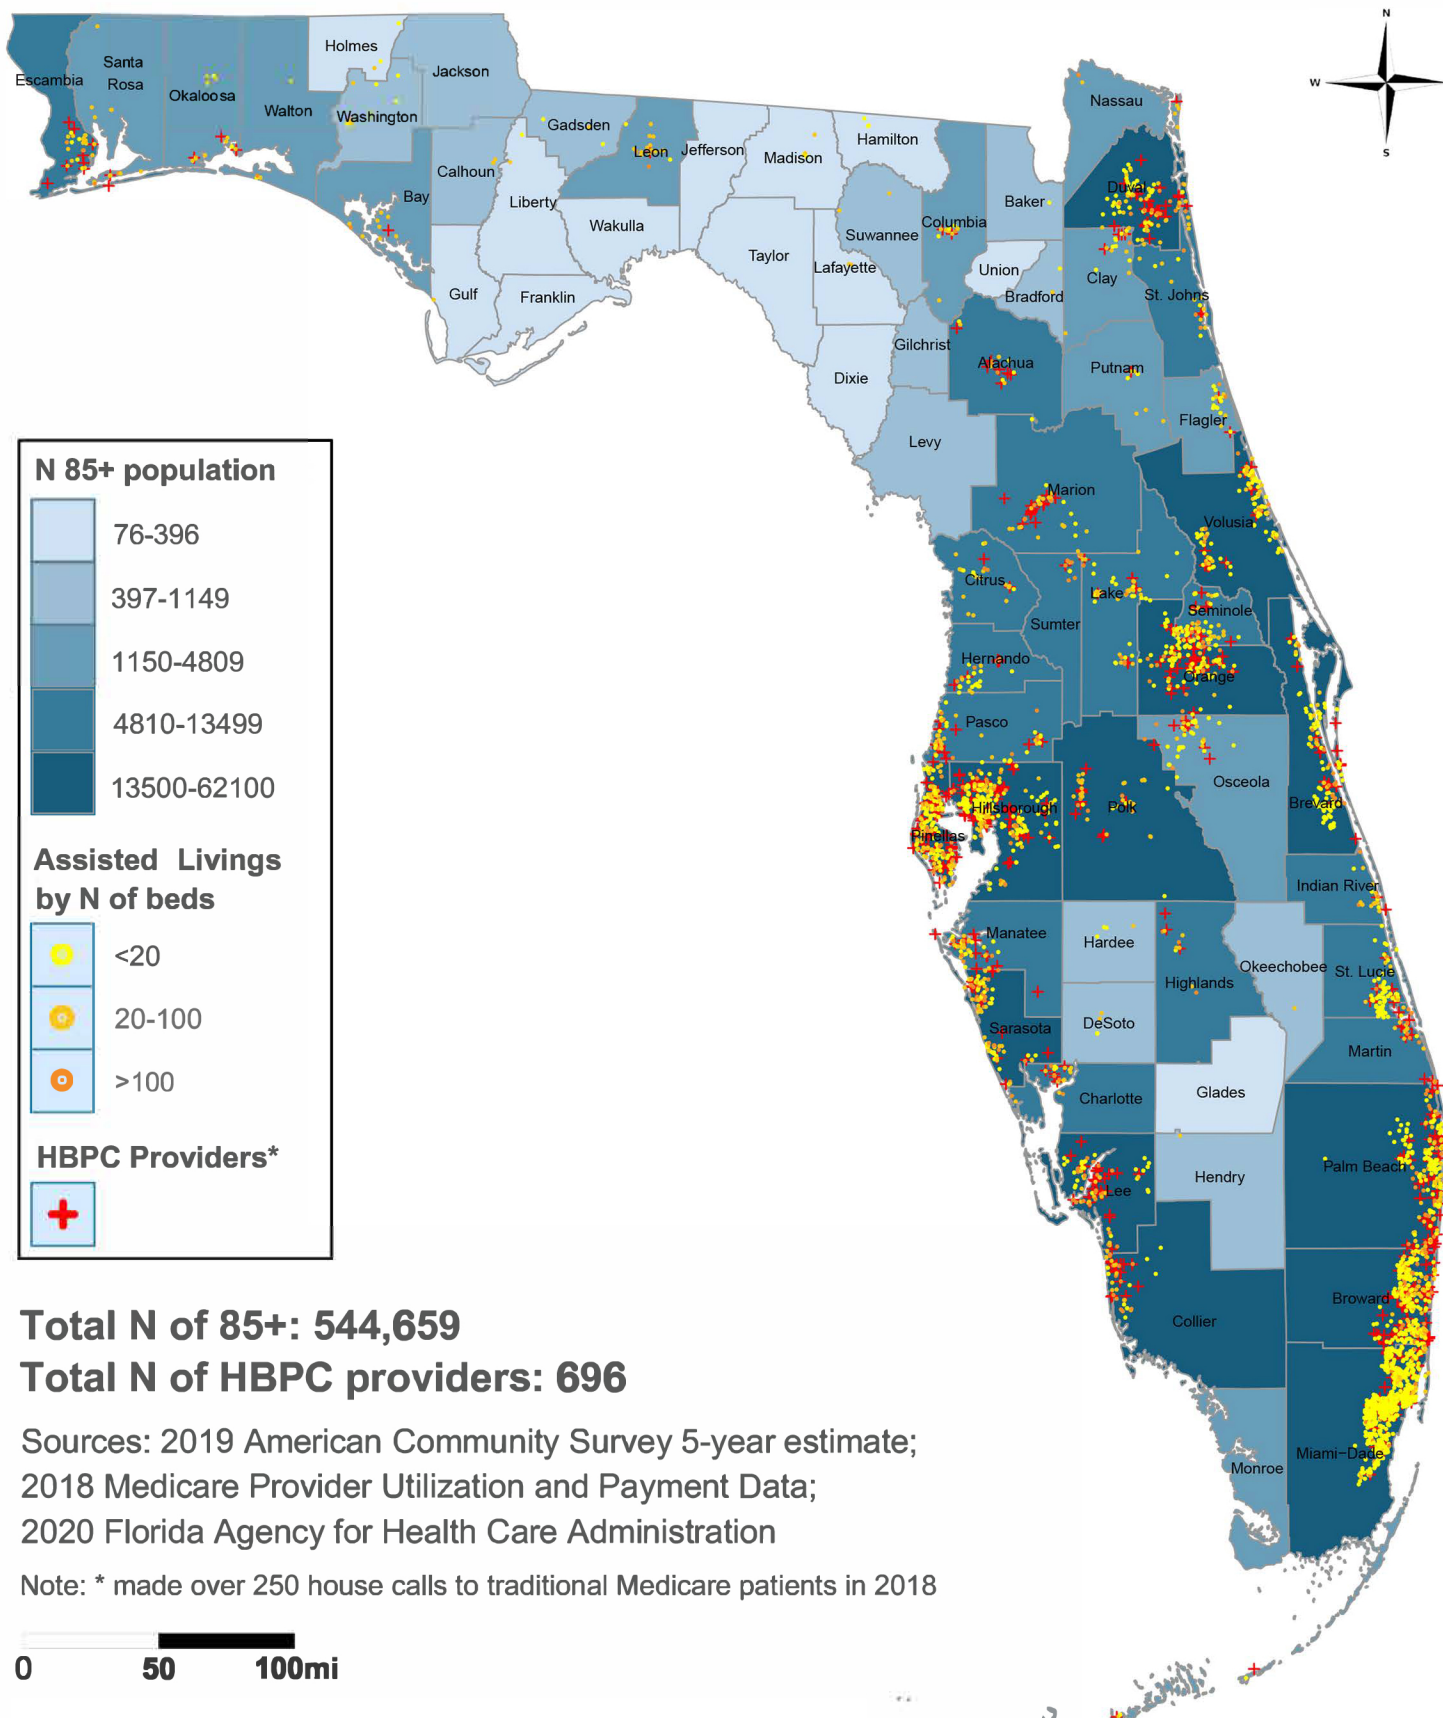 N
W
S
Holmes
Jackson
Santa
Rosa
Escambia
Okaloosa
Walton
Washington
Nassau
Gadsden
Leon
Jefferson
Madison
Hamilton
Calhoun
Duval
Bay
Liberty
Wakulla
Suwannee
Columbia
Baker
Taylor
Lafayette
Union
Clay
Gulf
Franklin
Bradford
St. Johns
Gilchrist
Alachua
Putnam
Dixie
Flagler
Levy
Marion
Volusia
Citrus
Lake
Sumter
Seminole
Hernando
Orange
Pasco
Osceola
Hillsborough
Polk
Brevard
Pinellas
Indian River
Manatee
Hardee
Okeechobee
St. Lucie
Highlands
Sarasota
DeSoto
Martin
Charlotte
Glades
Palm Beach
Lee
Hendry
Broward
Collier
Miami-Dade
Monroe
N 85+ population
76-396
397-1149
1150-4809
4810-13499
13500-62100
Assisted Livings
by N of beds
<20
20-100
>100
HBPC Providers*
Total N of 85+: 544,659
Total N of HBPC providers: 696
Sources: 2019 American Community Survey 5-year estimate;
2018 Medicare Provider Utilization and Payment Data;
2020 Florida Agency for Health Care Administration
Note: * made over 250 house calls to traditional Medicare patients in 2018
0 50 100mi